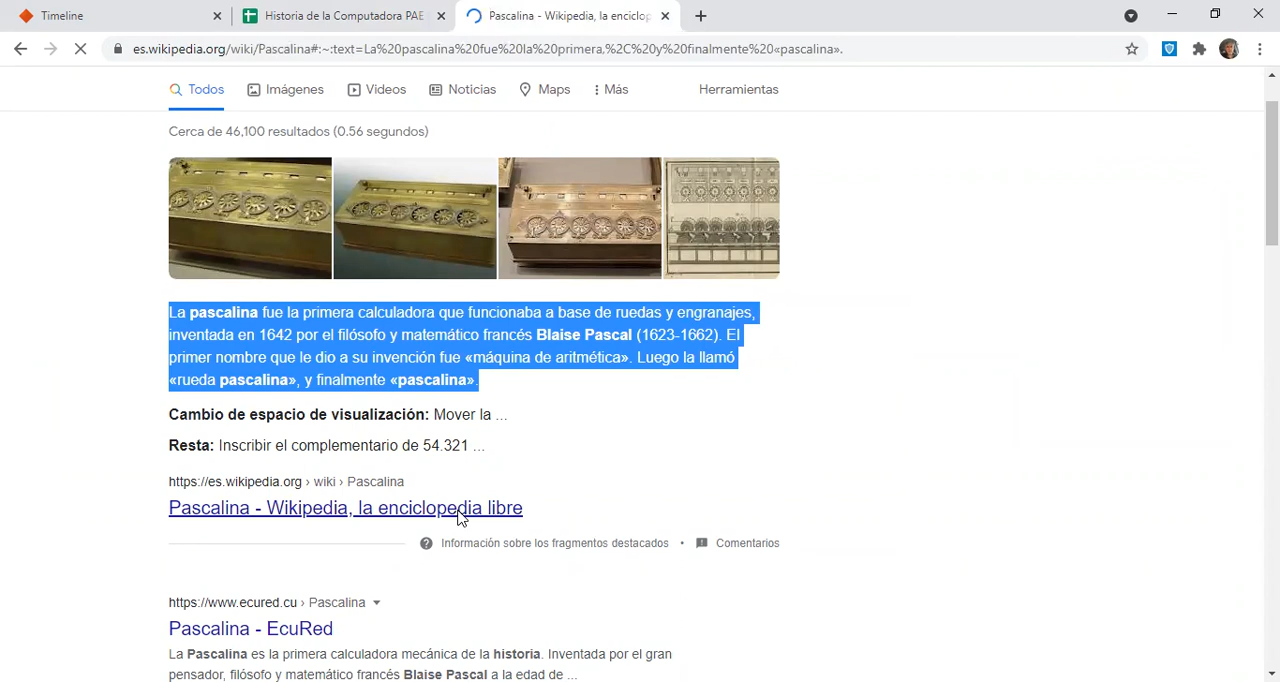 Timeline
Historia de la Computadora PAE
Pascalina - Wikipedia, la enciclop
es.wikipedia.org/wiki/Pascalina#:~:text=La%20pascalina%20fue%20la%20primera,%2C%20y%20finalmente%20«pascalina».
Todos
Imágenes
Videos
Noticias
Maps
Más
Herramientas
Cerca de 46,100 resultados (0.56 segundos)
La pascalina fue la primera calculadora que funcionaba a base de ruedas y engranajes,
inventada en 1642 por el filósofo y matemático francés Blaise Pascal (1623-1662). El
primer nombre que le dio a su invención fue «máquina de aritmética». Luego la llamó
«rueda pascalina», y finalmente «pascalina».
Cambio de espacio de visualización: Mover la ...
Resta: Inscribir el complementario de 54.321 ...
https://es.wikipedia.org › wiki › Pascalina
Pascalina - Wikipedia, la enciclopedia libre
Información sobre los fragmentos destacados • Comentarios
https://www.ecured.cu › Pascalina
Pascalina - EcuRed
La Pascalina es la primera calculadora mecánica de la historia. Inventada por el gran
pensador, filósofo y matemático francés Blaise Pascal a la edad de ...